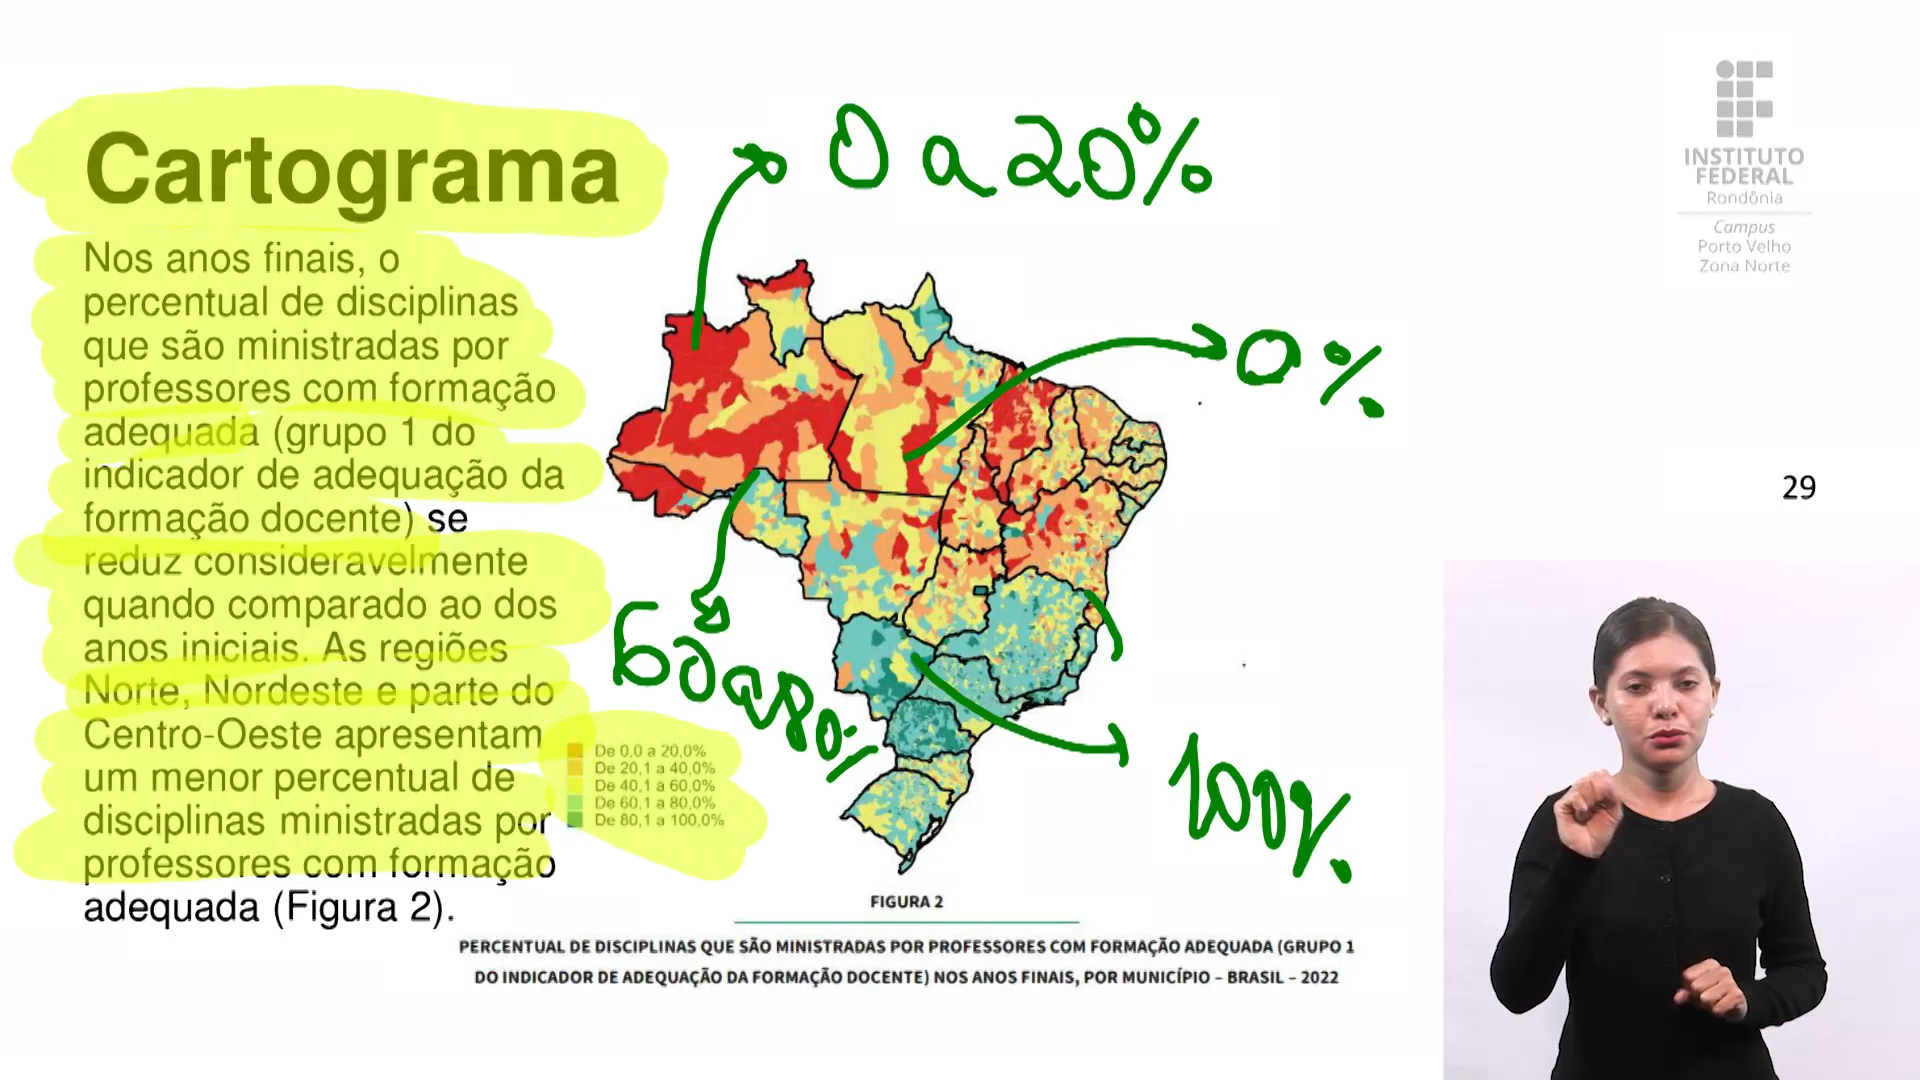 Cartograma
Nos anos finais, o
percentual de disciplinas
que são ministradas por
professores com formação
adequada (grupo 1 do
indicador de adequação da
formação docente) se
reduz consideravelmente
quando comparado ao dos
anos iniciais. As regiões
Norte, Nordeste e parte do
Centro-Oeste apresentam
um menor percentual de
disciplinas ministradas por
professores com formação
adequada (Figura 2).
0 a 20%
0%
60 a 80%
100%
De 0,0 a 20,0%
De 20,1 a 40,0%
De 40,1 a 60,0%
De 60,1 a 80,0%
De 80,1 a 100,0%
FIGURA 2
PERCENTUAL DE DISCIPLINAS QUE SÃO MINISTRADAS POR PROFESSORES COM FORMAÇÃO ADEQUADA (GRUPO 1
DO INDICADOR DE ADEQUAÇÃO DA FORMAÇÃO DOCENTE) NOS ANOS FINAIS, POR MUNICÍPIO – BRASIL – 2022
INSTITUTO
FEDERAL
Rondônia
Campus
Porto Velho
Zona Norte
29